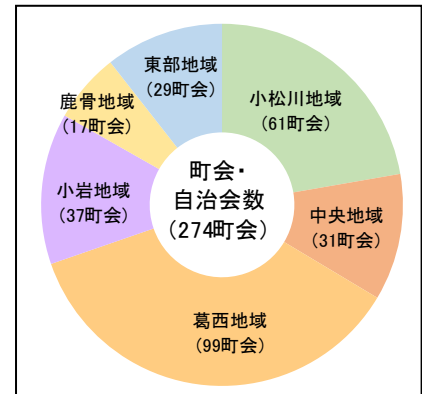 東部地域
(29町会)
小松川地域
(61町会)
鹿骨地域
(17町会)
町会・
自治会数
(274町会)
小岩地域
(37町会)
中央地域
(31町会)
葛西地域
(99町会)